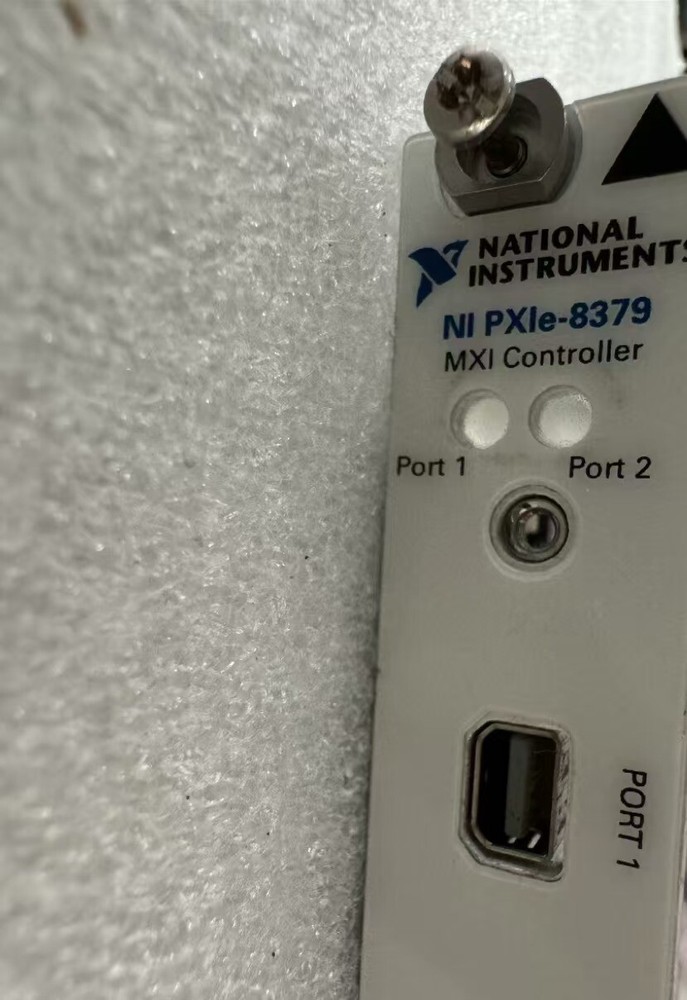 NATIONAL
INSTRUMENTS
NI PXIe-8379
MXI Controller
Port 1 Port 2
PORT 1